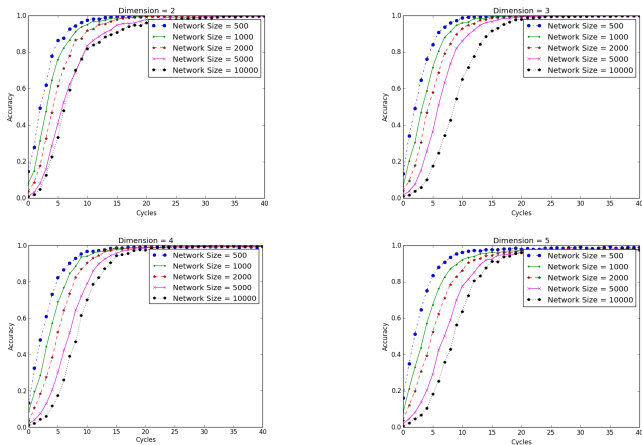 Dimension = 2
1.0
0.8
0.6
0.4
0.2
0.0
Accuracy
0 5 10 15 20 25 30 35 40
Cycles
Network Size = 500
Network Size = 1000
Network Size = 2000
Network Size = 5000
Network Size = 10000
Dimension = 3
1.0
0.8
0.6
0.4
0.2
0.0
Accuracy
0 5 10 15 20 25 30 35 40
Cycles
Network Size = 500
Network Size = 1000
Network Size = 2000
Network Size = 5000
Network Size = 10000
Dimension = 4
1.0
0.8
0.6
0.4
0.2
0.0
Accuracy
0 5 10 15 20 25 30 35 40
Cycles
Network Size = 500
Network Size = 1000
Network Size = 2000
Network Size = 5000
Network Size = 10000
Dimension = 5
1.0
0.8
0.6
0.4
0.2
0.0
Accuracy
0 5 10 15 20 25 30 35 40
Cycles
Network Size = 500
Network Size = 1000
Network Size = 2000
Network Size = 5000
Network Size = 10000